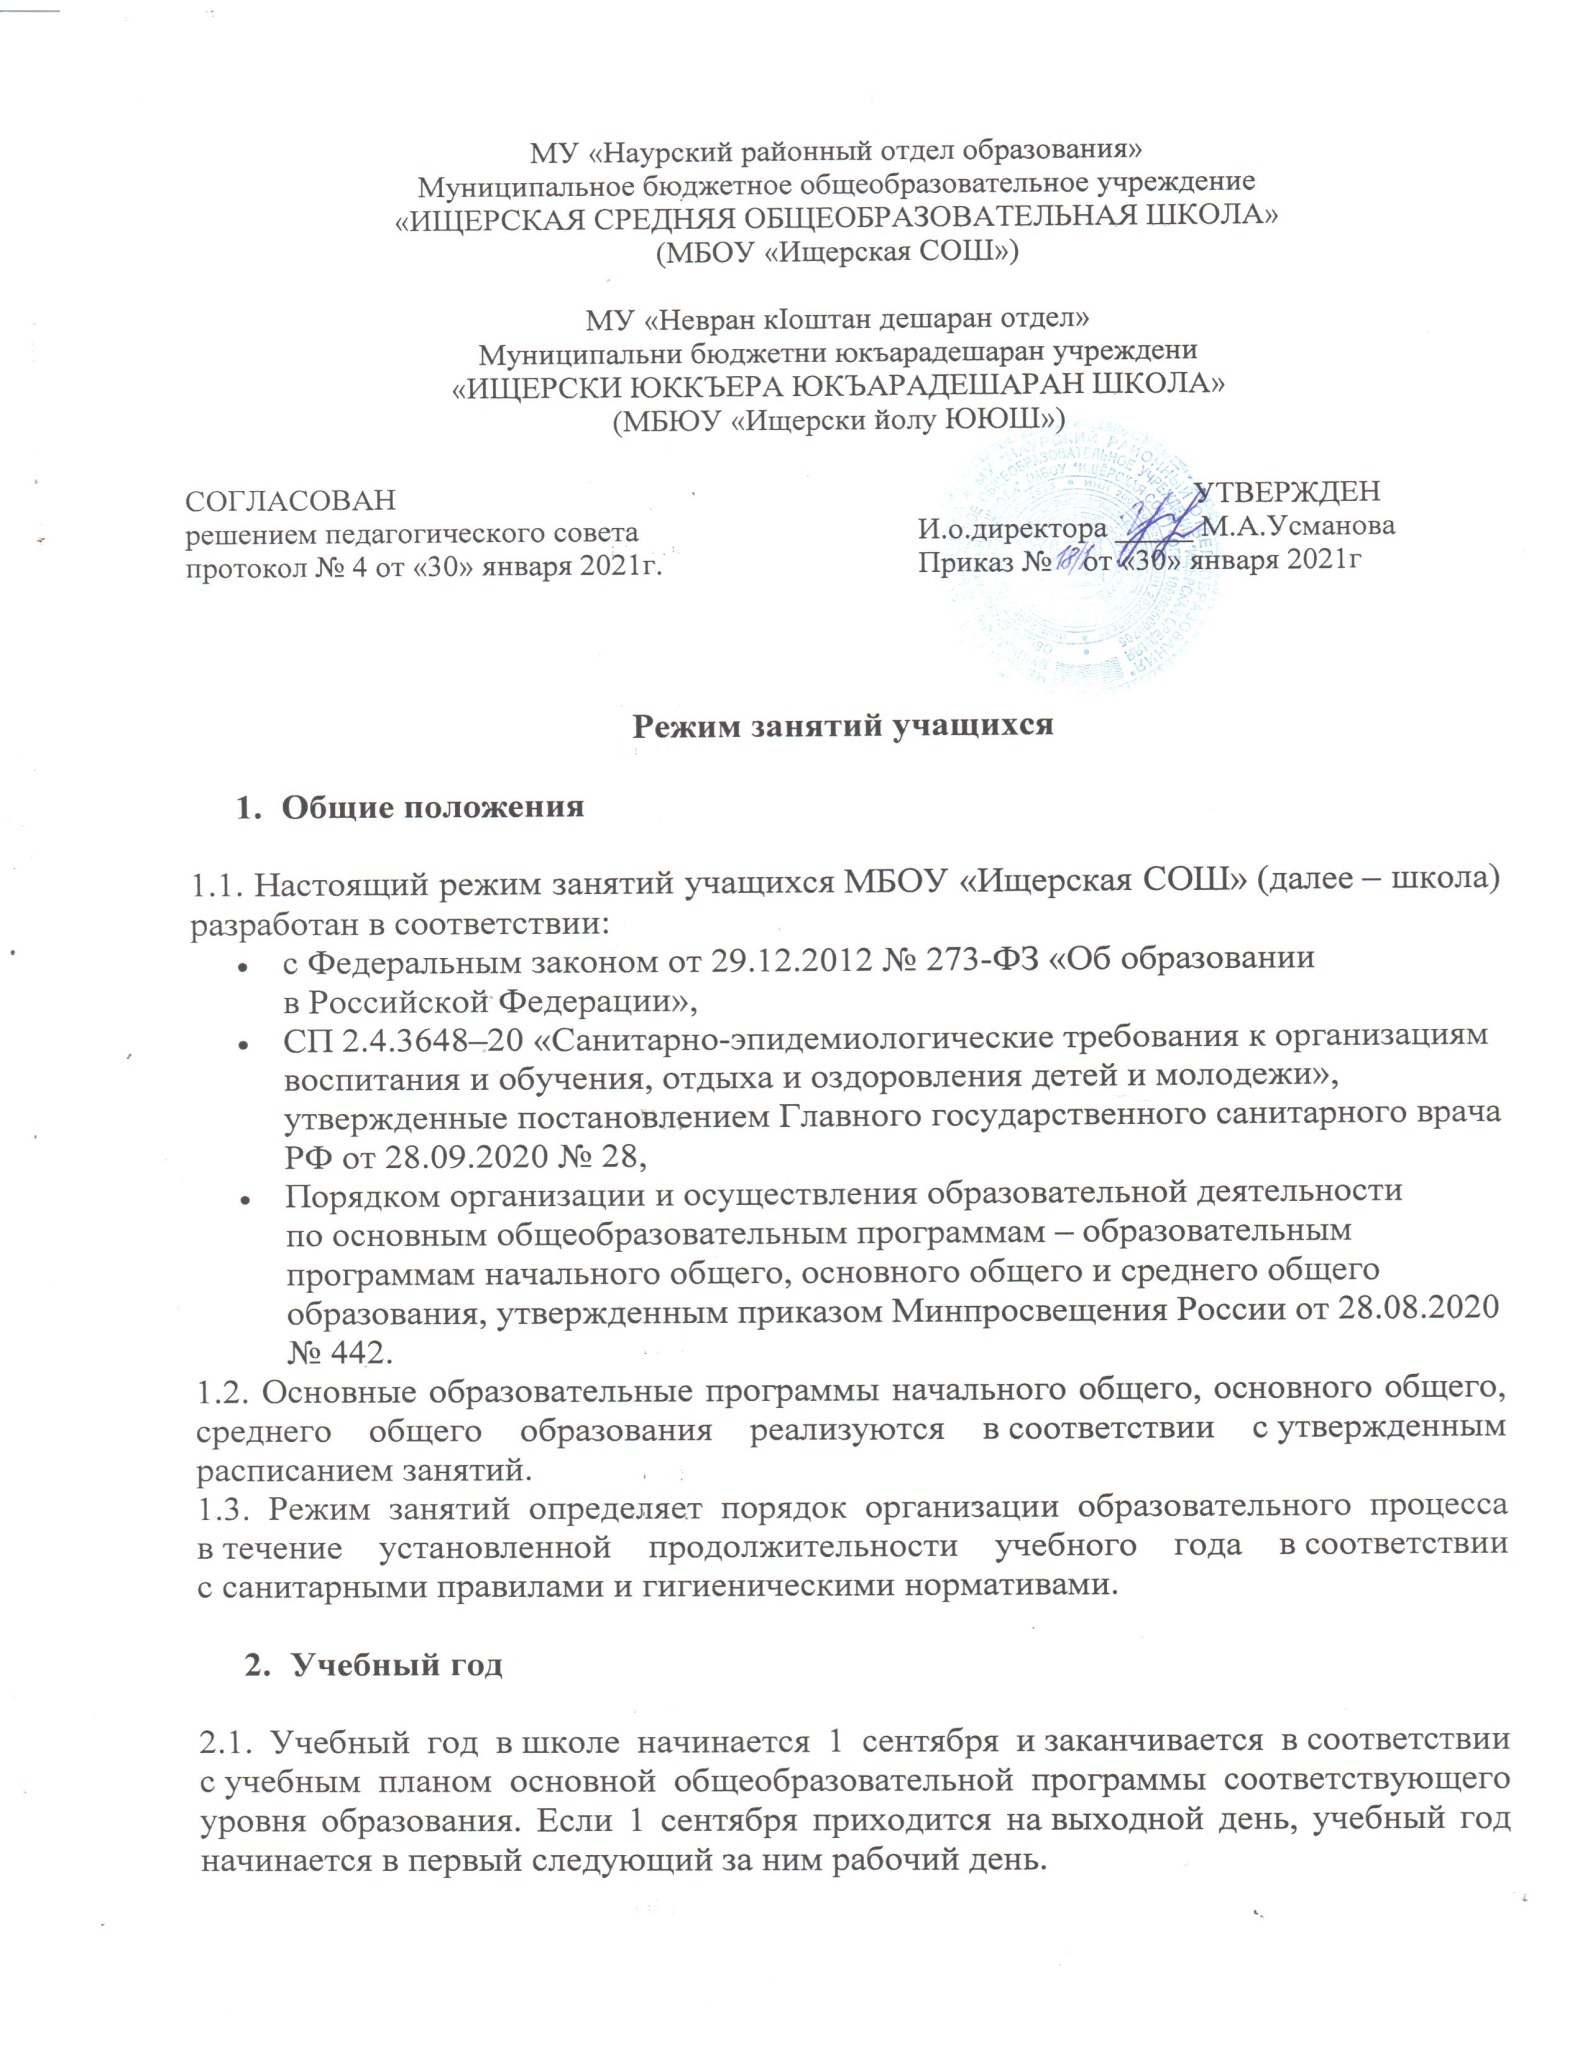 МУ «Наурский районный отдел образования»
Муниципальное бюджетное общеобразовательное учреждение
«ИЩЕРСКАЯ СРЕДНЯЯ ОБЩЕОБРАЗОВАТЕЛЬНАЯ ШКОЛА»
(МБОУ «Ищерская СОШ»)
МУ «Невран кӀоштан дешаран отдел»
Муниципальни бюджетни юкъарадешаран учреждени
«ИЩЕРСКИ ЮККЪЕРА ЮКЪАРАДЕШАРАН ШКОЛА»
(МБЮУ «Ищерски йолу ЮЮШ»)
СОГЛАСОВАН
решением педагогического совета
протокол № 4 от «30» января 2021г.
УТВЕРЖДЕН
И.о.директора ______ М.А.Усманова
Приказ № 18/1 от «30» января 2021г
Режим занятий учащихся
1. Общие положения
1.1. Настоящий режим занятий учащихся МБОУ «Ищерская СОШ» (далее – школа)
разработан в соответствии:
• с Федеральным законом от 29.12.2012 № 273-ФЗ «Об образовании
в Российской Федерации»,
• СП 2.4.3648–20 «Санитарно-эпидемиологические требования к организациям
воспитания и обучения, отдыха и оздоровления детей и молодежи»,
утвержденные постановлением Главного государственного санитарного врача
РФ от 28.09.2020 № 28,
• Порядком организации и осуществления образовательной деятельности
по основным общеобразовательным программам – образовательным
программам начального общего, основного общего и среднего общего
образования, утвержденным приказом Минпросвещения России от 28.08.2020
№ 442.
1.2. Основные образовательные программы начального общего, основного общего,
среднего общего образования реализуются в соответствии с утвержденным
расписанием занятий.
1.3. Режим занятий определяет порядок организации образовательного процесса
в течение установленной продолжительности учебного года в соответствии
с санитарными правилами и гигиеническими нормативами.
2. Учебный год
2.1. Учебный год в школе начинается 1 сентября и заканчивается в соответствии
с учебным планом основной общеобразовательной программы соответствующего
уровня образования. Если 1 сентября приходится на выходной день, учебный год
начинается в первый следующий за ним рабочий день.